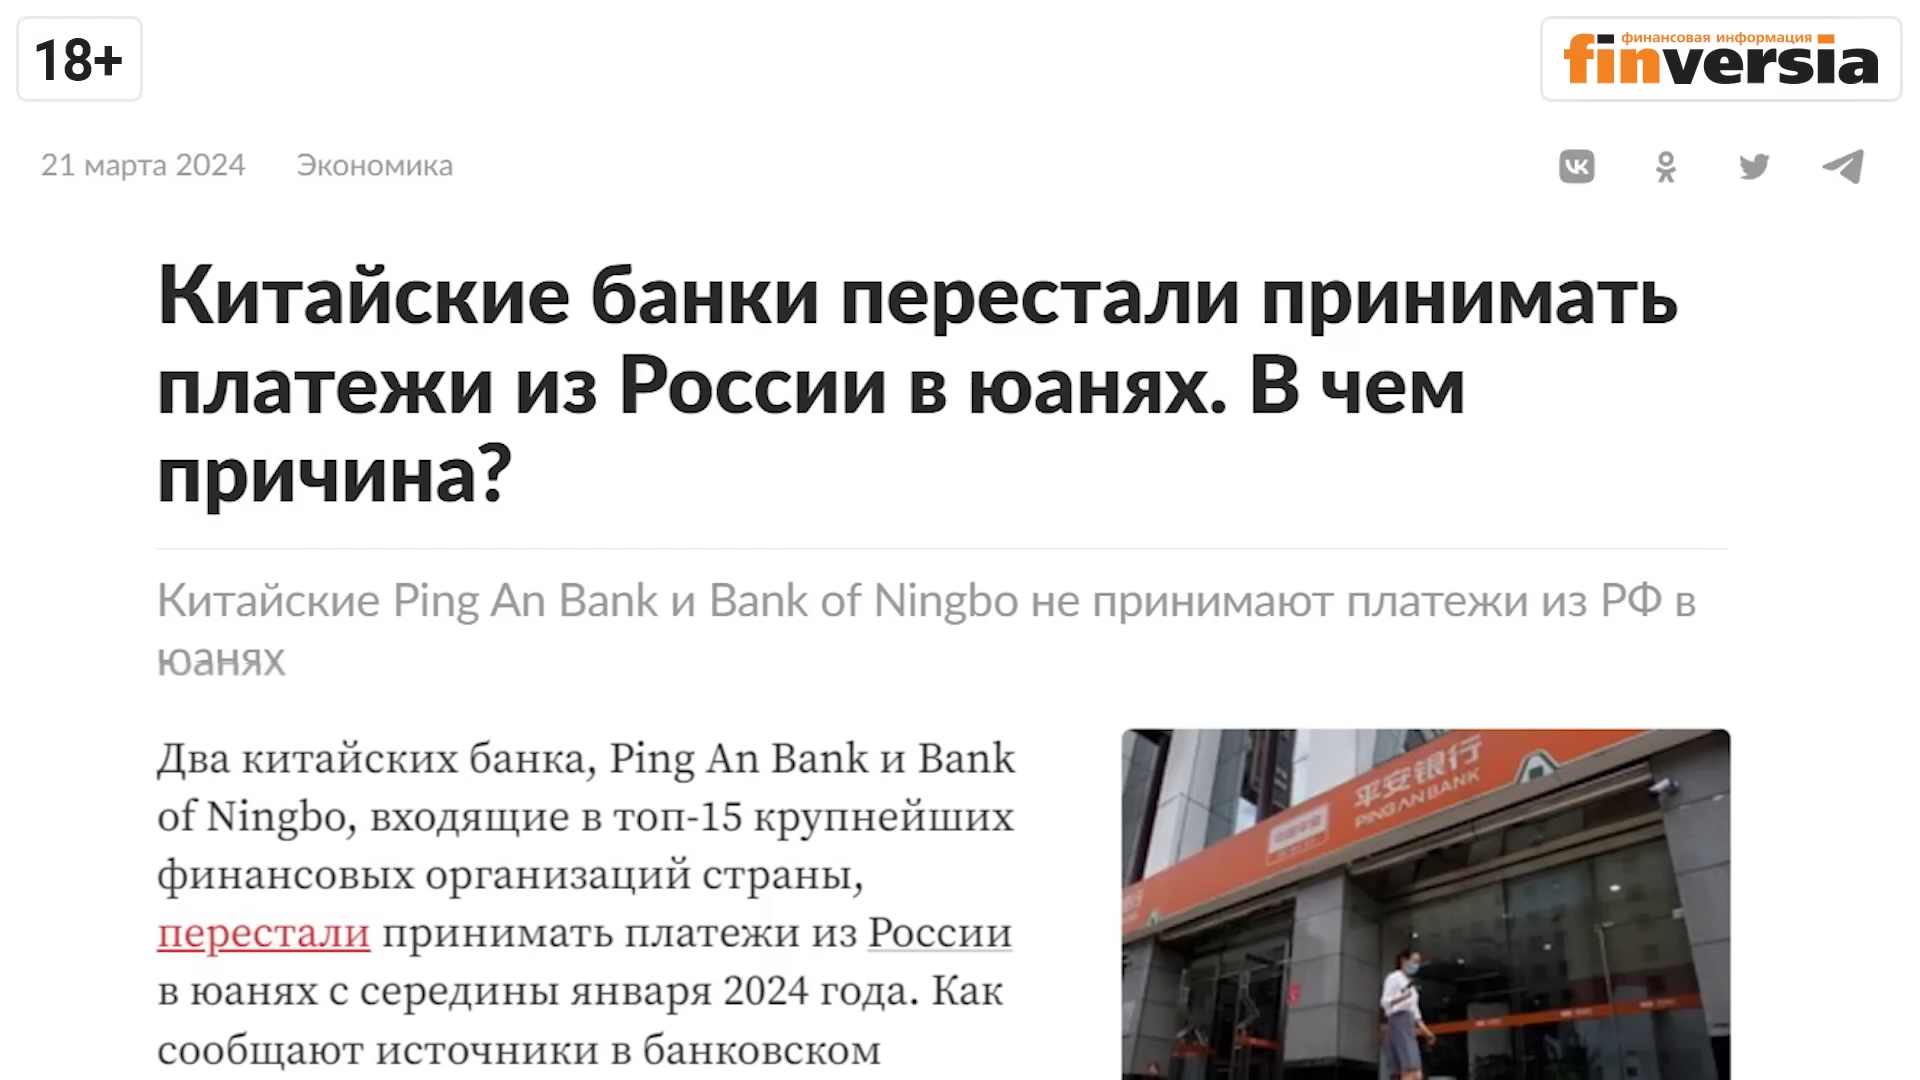 18+
финансовая информация
finversia
21 марта 2024 Экономика
Китайские банки перестали принимать
платежи из России в юанях. В чем
причина?
Китайские Ping An Bank и Bank of Ningbo не принимают платежи из РФ в
юанях
Два китайских банка, Ping An Bank и Bank
of Ningbo, входящие в топ-15 крупнейших
финансовых организаций страны,
перестали принимать платежи из России
в юанях с середины января 2024 года. Как
сообщают источники в банковском
平安银行
PING AN BANK